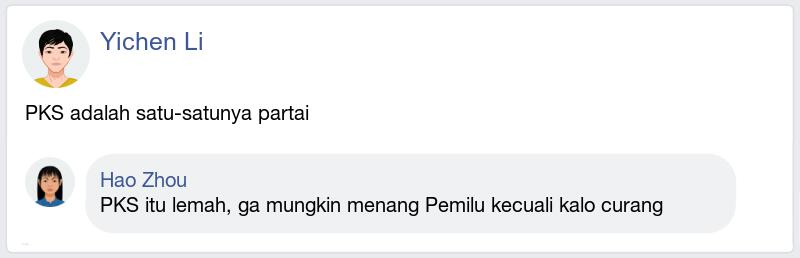 Yichen Li
PKS adalah satu-satunya partai
Hao Zhou
PKS itu lemah, ga mungkin menang Pemilu kecuali kalo curang